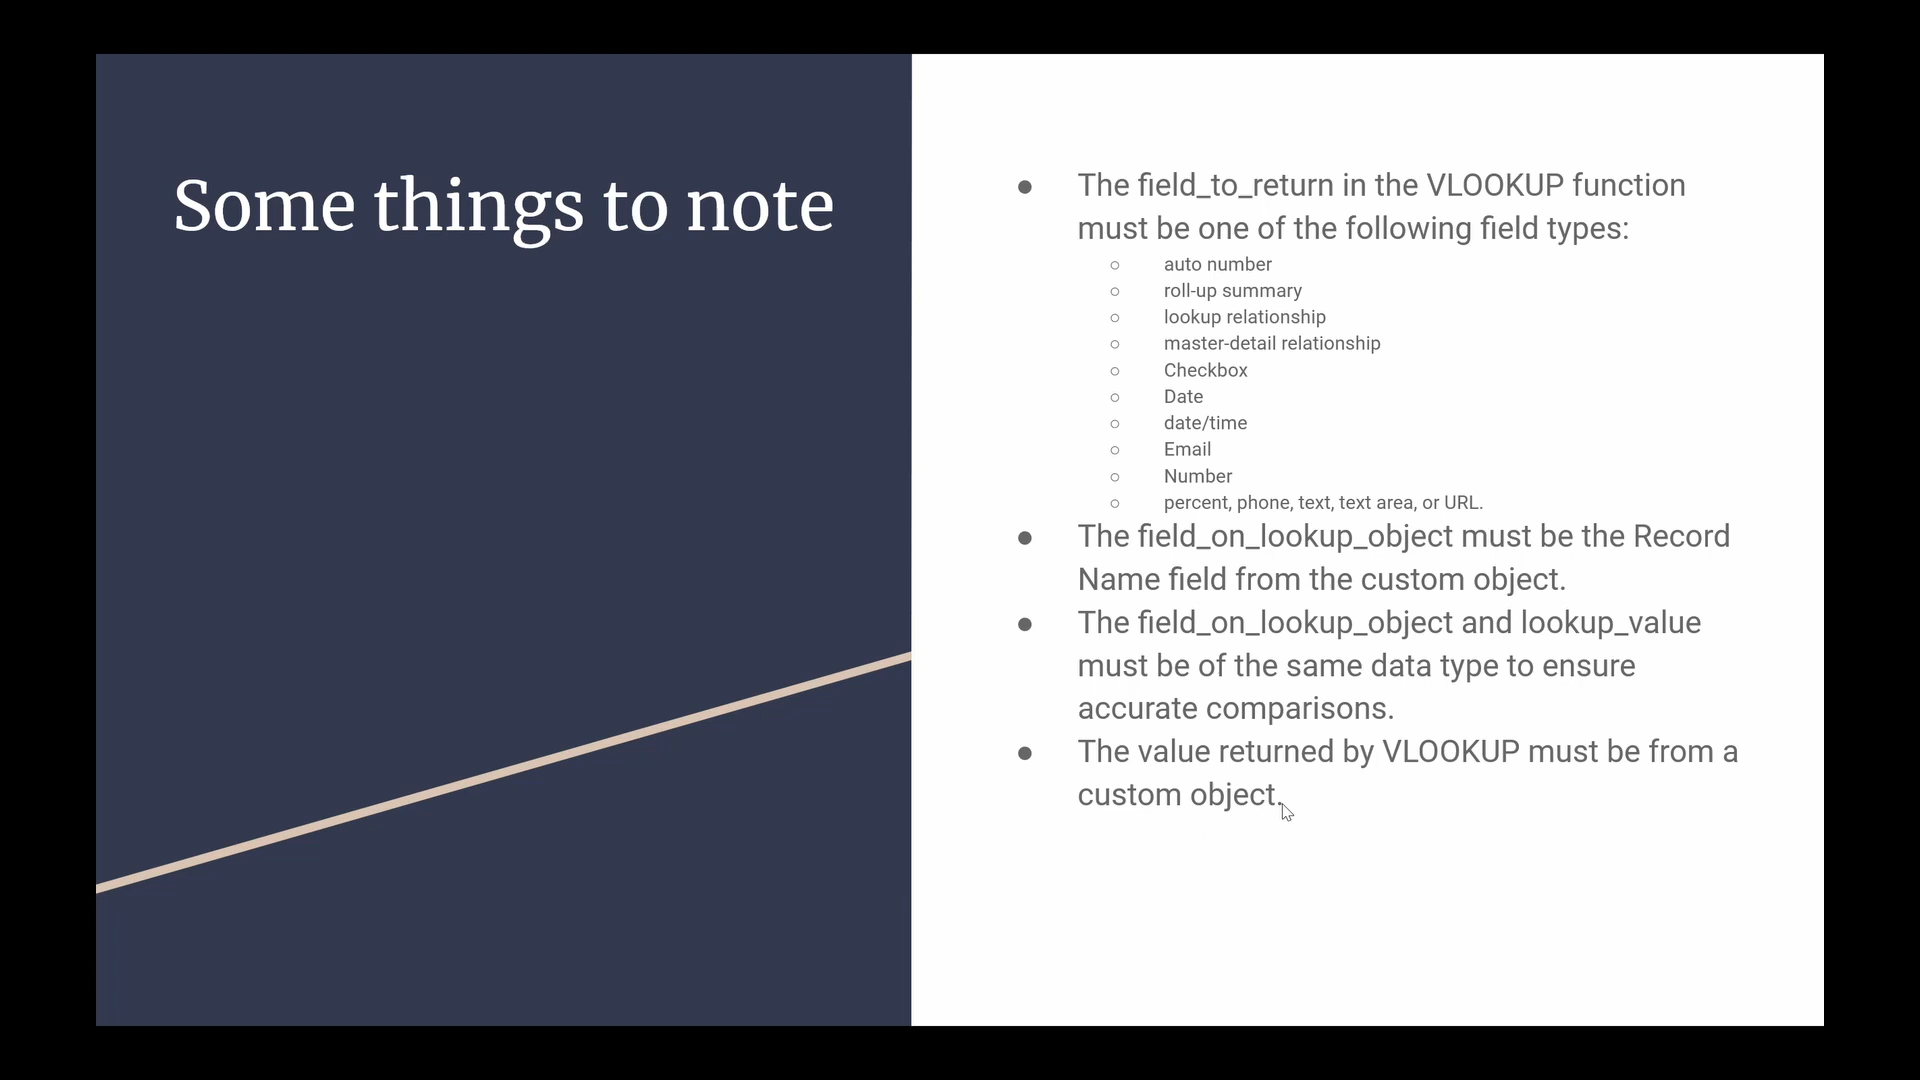 Some things to note
● The field_to_return in the VLOOKUP function
must be one of the following field types:
○ auto number
○ roll-up summary
○ lookup relationship
○ master-detail relationship
○ Checkbox
○ Date
○ date/time
○ Email
○ Number
○ percent, phone, text, text area, or URL.
● The field_on_lookup_object must be the Record
Name field from the custom object.
● The field_on_lookup_object and lookup_value
must be of the same data type to ensure
accurate comparisons.
● The value returned by VLOOKUP must be from a
custom object.